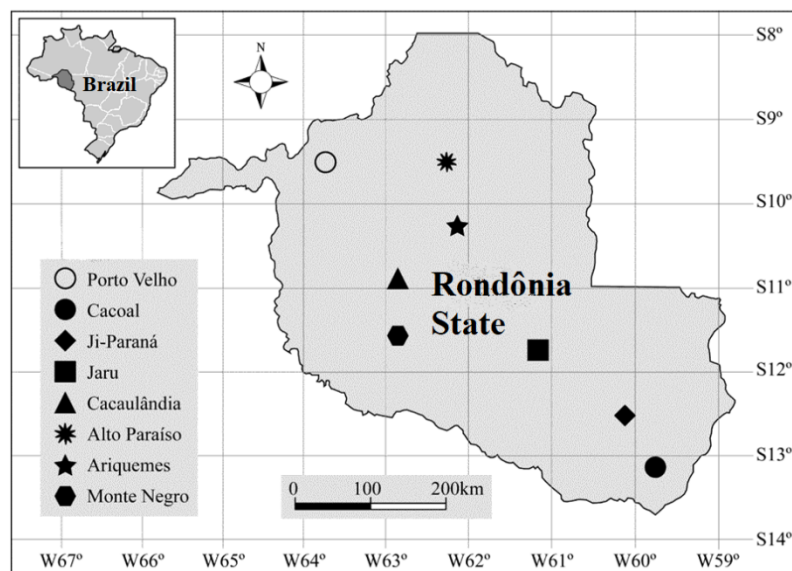 Brazil
N
S8º
S9º
S10º
S11º
S12º
S13º
S14º
Rondônia
State
Porto Velho
Cacoal
Ji-Paraná
Jaru
Cacaulândia
Alto Paraíso
Ariquemes
Monte Negro
0 100 200km
W67º W66º W65º W64º W63º W62º W61º W60º W59º